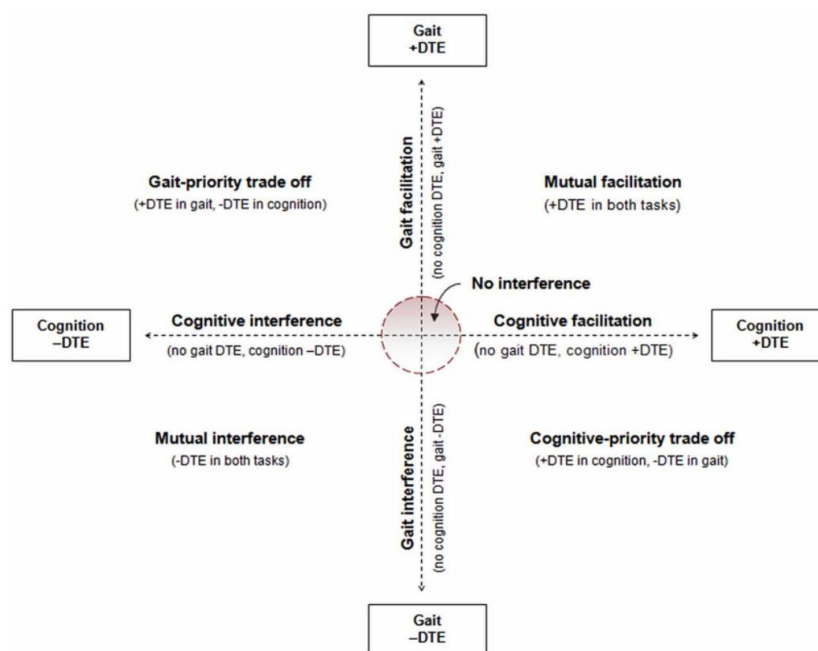 Gait
+DTE
Gait facilitation
(no cognition DTE, gait +DTE)
Gait-priority trade off
(+DTE in gait, -DTE in cognition)
Mutual facilitation
(+DTE in both tasks)
No interference
Cognition
–DTE
Cognitive interference
(no gait DTE, cognition –DTE)
Cognitive facilitation
(no gait DTE, cognition +DTE)
Cognition
+DTE
Mutual interference
(-DTE in both tasks)
Gait interference
(no cognition DTE, gait -DTE)
Cognitive-priority trade off
(+DTE in cognition, -DTE in gait)
Gait
–DTE